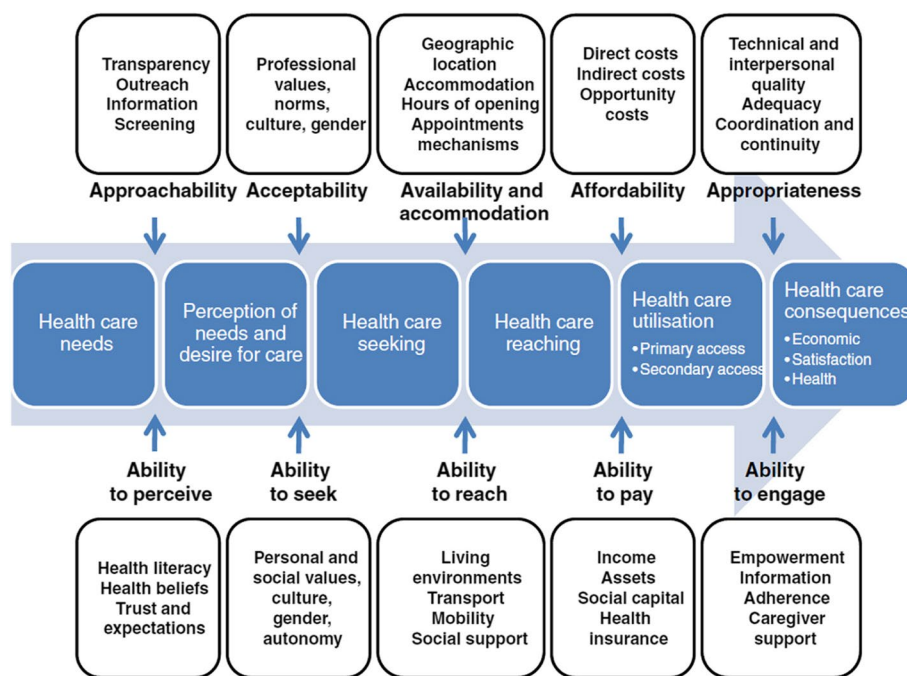 Transparency
Outreach
Information
Screening
Professional
values,
norms,
culture, gender
Geographic
location
Accommodation
Hours of opening
Appointments
mechanisms
Direct costs
Indirect costs
Opportunity
costs
Technical and
interpersonal
quality
Adequacy
Coordination and
continuity
Approachability
Acceptability
Availability and
accommodation
Affordability
Appropriateness
Health care
needs
Perception of
needs and
desire for care
Health care
seeking
Health care
reaching
Health care
utilisation
•Primary access
•Secondary access
Health care
consequences
•Economic
•Satisfaction
•Health
Ability
to perceive
Ability
to seek
Ability
to reach
Ability
to pay
Ability
to engage
Health literacy
Health beliefs
Trust and
expectations
Personal and
social values,
culture,
gender,
autonomy
Living
environments
Transport
Mobility
Social support
Income
Assets
Social capital
Health
insurance
Empowerment
Information
Adherence
Caregiver
support